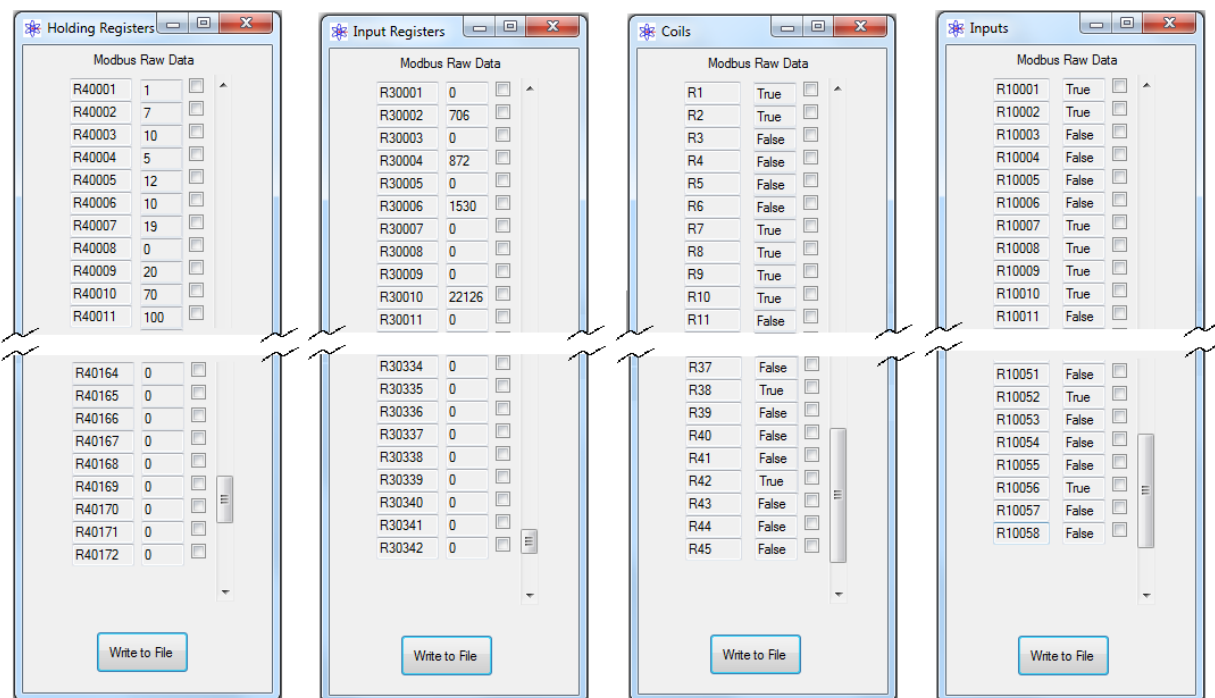 Holding Registers
Modbus Raw Data
R40001 1
R40002 7
R40003 10
R40004 5
R40005 12
R40006 10
R40007 19
R40008 0
R40009 20
R40010 70
R40011 100
R40164 0
R40165 0
R40166 0
R40167 0
R40168 0
R40169 0
R40170 0
R40171 0
R40172 0
Write to File
Input Registers
Modbus Raw Data
R30001 0
R30002 706
R30003 0
R30004 872
R30005 0
R30006 1530
R30007 0
R30008 0
R30009 0
R30010 22126
R30011 0
R30334 0
R30335 0
R30336 0
R30337 0
R30338 0
R30339 0
R30340 0
R30341 0
R30342 0
Write to File
Coils
Modbus Raw Data
R1 True
R2 True
R3 False
R4 False
R5 False
R6 False
R7 True
R8 True
R9 True
R10 True
R11 False
R37 False
R38 True
R39 False
R40 False
R41 False
R42 True
R43 False
R44 False
R45 False
Write to File
Inputs
Modbus Raw Data
R10001 True
R10002 True
R10003 False
R10004 False
R10005 False
R10006 False
R10007 True
R10008 True
R10009 True
R10010 True
R10011 False
R10051 False
R10052 True
R10053 False
R10054 False
R10055 False
R10056 True
R10057 False
R10058 False
Write to File